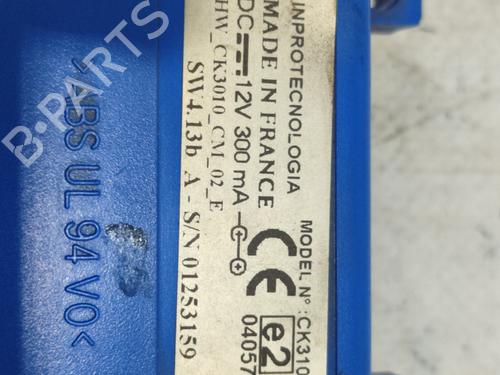 INPROTECNOLOGIA
MADE IN FRANCE
DC 12V 300 mA
HW_CK3010_CM_02_E
SW4.13b A - S/N 01253159
CE
MODEL N° :CK310
e2
04057
>ABS UL 94 VO<
B-PARTS